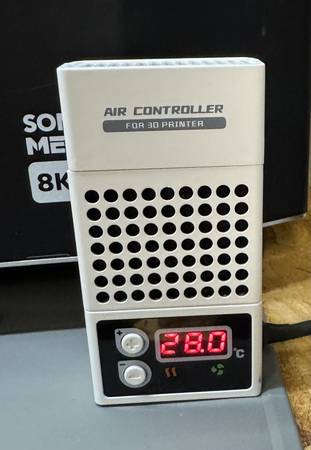 AIR CONTROLLER
FOR 3D PRINTER
8K
+
28.0
°C
-